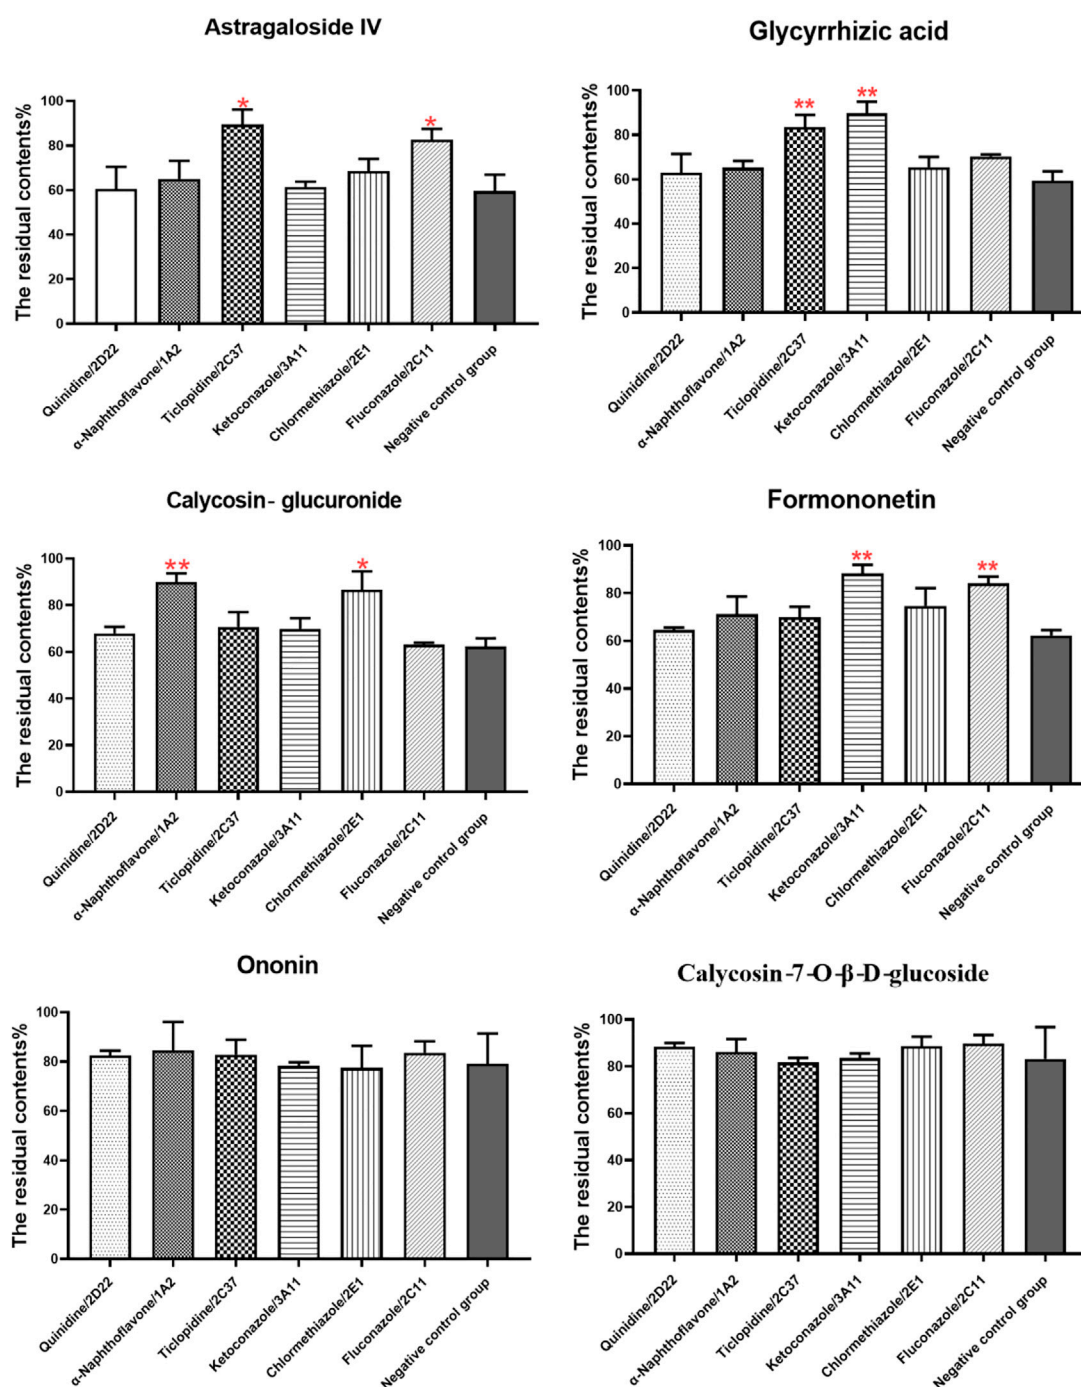 Astragaloside IV
The residual contents%
100
80
60
40
20
0
*
*
Quinidine/2D22
α-Naphthoflavone/1A2
Ticlopidine/2C37
Ketoconazole/3A11
Chlormethiazole/2E1
Fluconazole/2C11
Negative control group
Glycyrrhizic acid
The residual contents%
100
80
60
40
20
0
**
**
Quinidine/2D22
α-Naphthoflavone/1A2
Ticlopidine/2C37
Ketoconazole/3A11
Chlormethiazole/2E1
Fluconazole/2C11
Negative control group
Calycosin- glucuronide
The residual contents%
100
80
60
40
20
0
**
*
Quinidine/2D22
α-Naphthoflavone/1A2
Ticlopidine/2C37
Ketoconazole/3A11
Chlormethiazole/2E1
Fluconazole/2C11
Negative control group
Formononetin
The residual contents%
100
80
60
40
20
0
**
**
Quinidine/2D22
α-Naphthoflavone/1A2
Ticlopidine/2C37
Ketoconazole/3A11
Chlormethiazole/2E1
Fluconazole/2C11
Negative control group
Ononin
The residual contents%
100
80
60
40
20
0
Quinidine/2D22
α-Naphthoflavone/1A2
Ticlopidine/2C37
Ketoconazole/3A11
Chlormethiazole/2E1
Fluconazole/2C11
Negative control group
Calycosin-7-O-β-D-glucoside
The residual contents%
100
80
60
40
20
0
Quinidine/2D22
α-Naphthoflavone/1A2
Ticlopidine/2C37
Ketoconazole/3A11
Chlormethiazole/2E1
Fluconazole/2C11
Negative control group